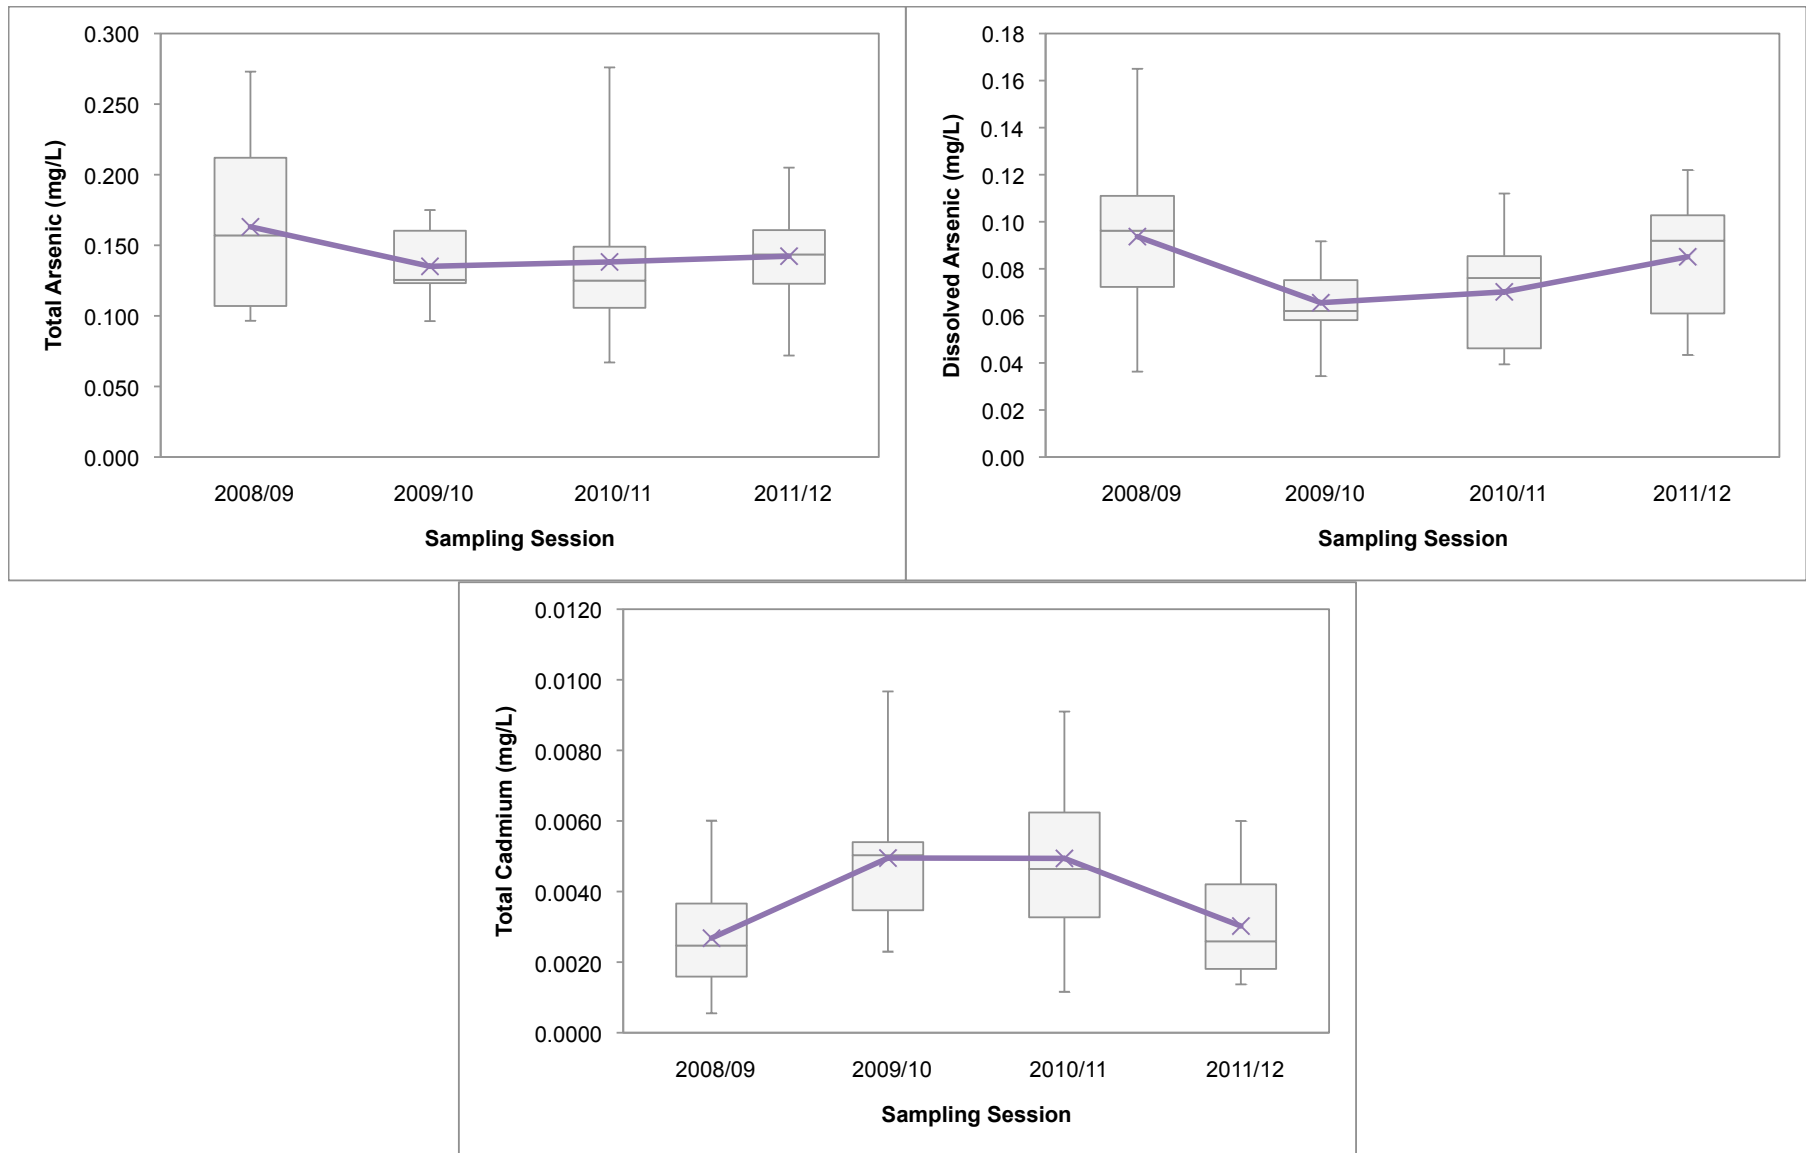 Total Arsenic (mg/L)
0.300
0.250
0.200
0.150
0.100
0.050
0.000
2008/09 2009/10 2010/11 2011/12
Sampling Session
Dissolved Arsenic (mg/L)
0.18
0.16
0.14
0.12
0.10
0.08
0.06
0.04
0.02
0.00
2008/09 2009/10 2010/11 2011/12
Sampling Session
Total Cadmium (mg/L)
0.0120
0.0100
0.0080
0.0060
0.0040
0.0020
0.0000
2008/09 2009/10 2010/11 2011/12
Sampling Session